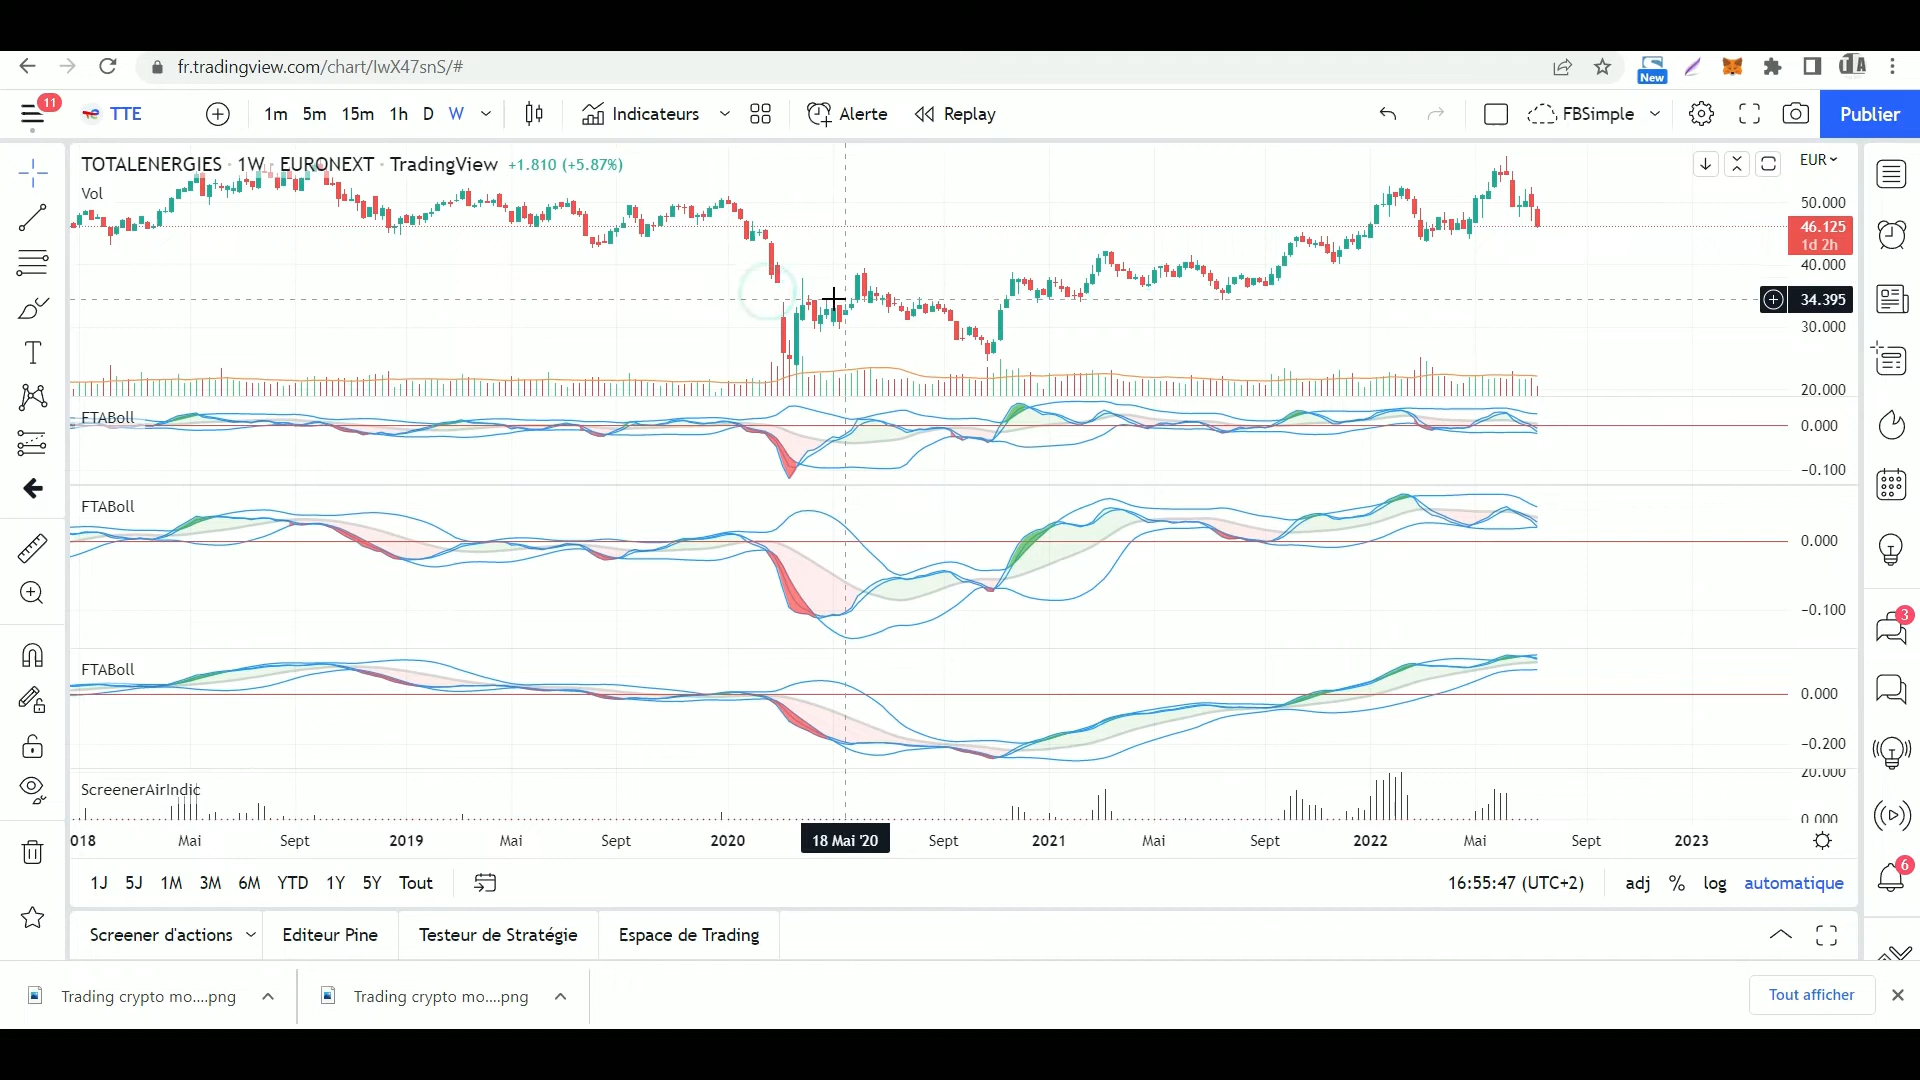 fr.tradingview.com/chart/IwX47snS/#
New
11 TTE 1m 5m 15m 1h D W Indicateurs Alerte Replay FBSimple Publier
TOTALENERGIES · 1W · EURONEXT · TradingView +1.810 (+5.87%) EUR
Vol
50.000
46.125
1d 2h
40.000
34.395
30.000
20.000
FTABoll
0.000
-0.100
FTABoll
0.000
-0.100
3
FTABoll
0.000
-0.200
20.000
ScreenerAirIndic
0.000
018 Mai Sept 2019 Mai Sept 2020 18 Mai '20 Sept 2021 Mai Sept 2022 Mai Sept 2023
6
1J 5J 1M 3M 6M YTD 1Y 5Y Tout 16:55:47 (UTC+2) adj % log automatique
Screener d'actions Editeur Pine Testeur de Stratégie Espace de Trading
Trading crypto mo....png Trading crypto mo....png Tout afficher